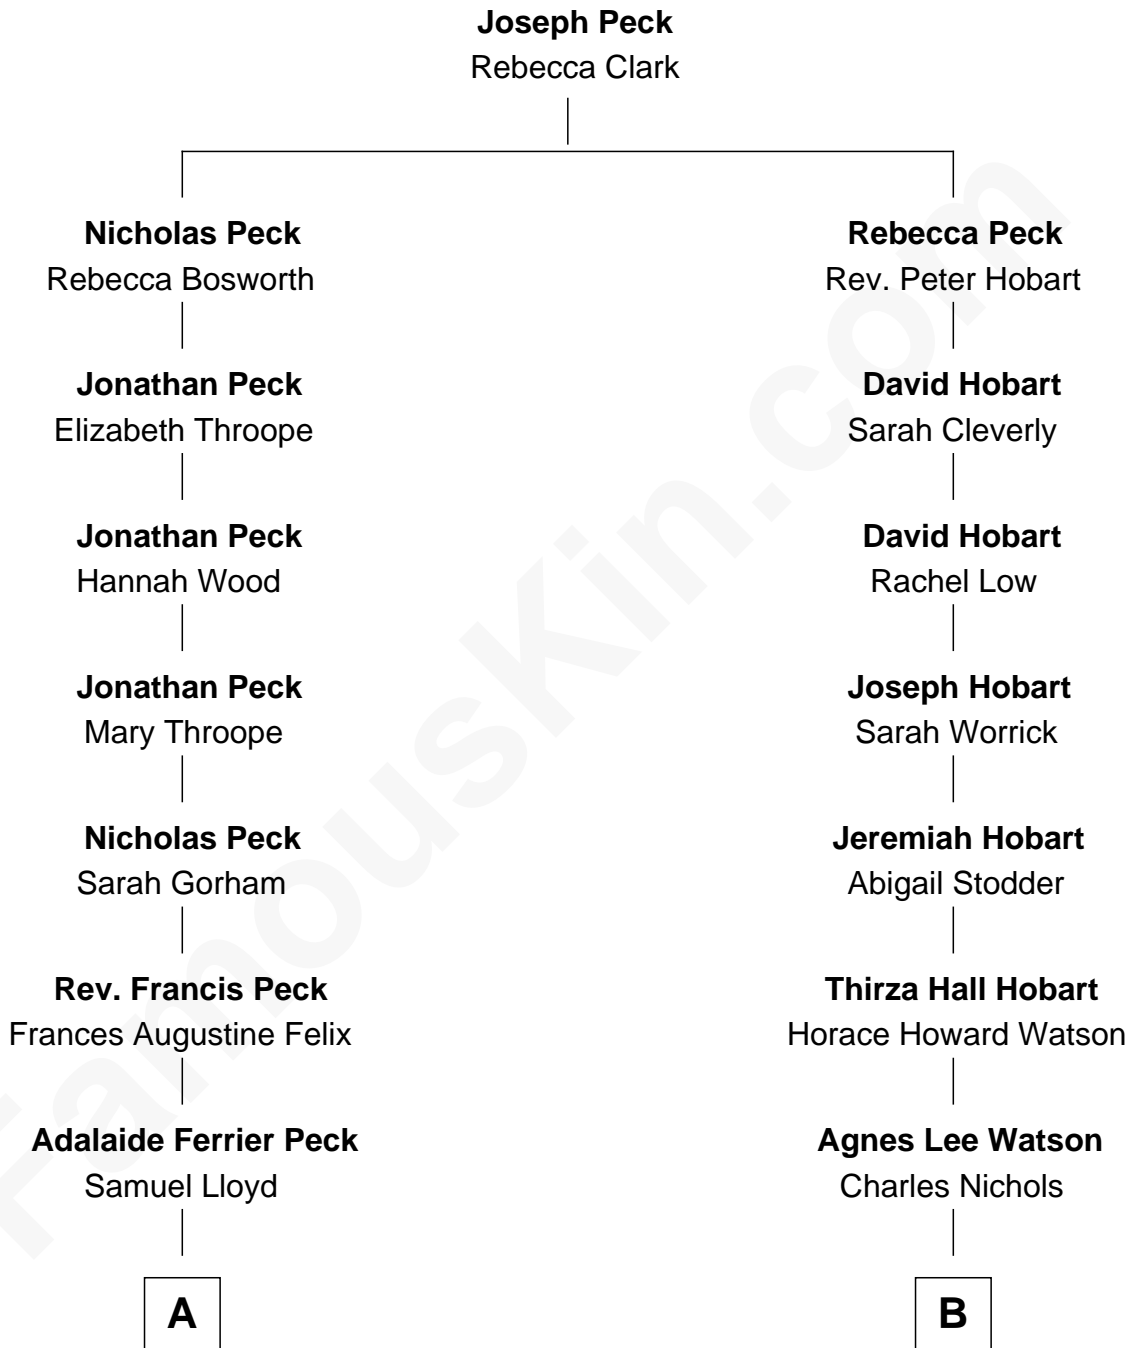 Joseph Peck
Rebecca Clark
Nicholas Peck
Rebecca Bosworth
Jonathan Peck
Elizabeth Throope
Jonathan Peck
Hannah Wood
Jonathan Peck
Mary Throope
Nicholas Peck
Sarah Gorham
Rev. Francis Peck
Frances Augustine Felix
Adalaide Ferrier Peck
Samuel Lloyd
A
Rebecca Peck
Rev. Peter Hobart
David Hobart
Sarah Cleverly
David Hobart
Rachel Low
Joseph Hobart
Sarah Worrick
Jeremiah Hobart
Abigail Stodder
Thirza Hall Hobart
Horace Howard Watson
Agnes Lee Watson
Charles Nichols
B
FamousKin.com